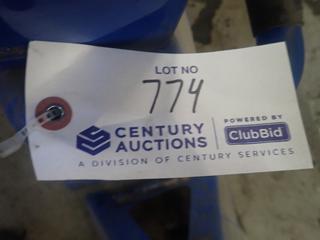 LOT NO
774
CENTURY
AUCTIONS
POWERED BY
ClubBid
A DIVISION OF CENTURY SERVICES